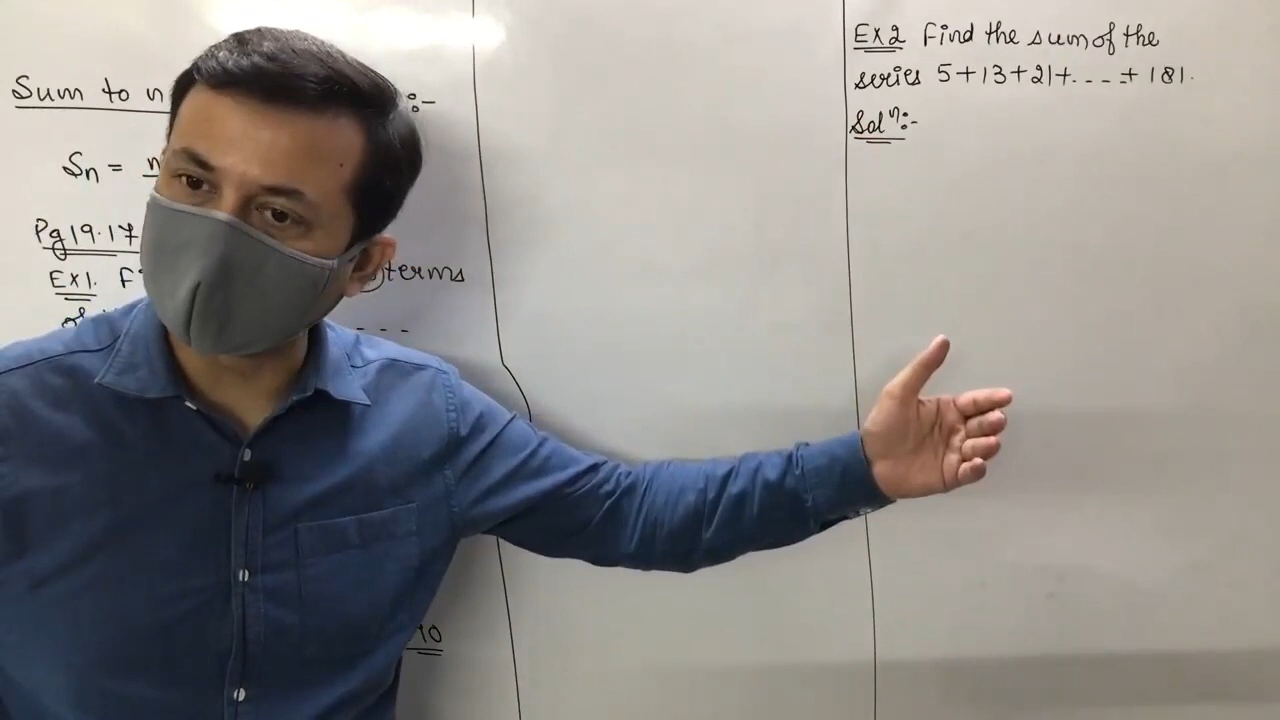 Sum to n :-
Sn = n
Pg 19.17
Ex1. F terms
of - - -
Ex2 Find the sum of the
series 5+13+21+- - - - + 181.
Solⁿ:-